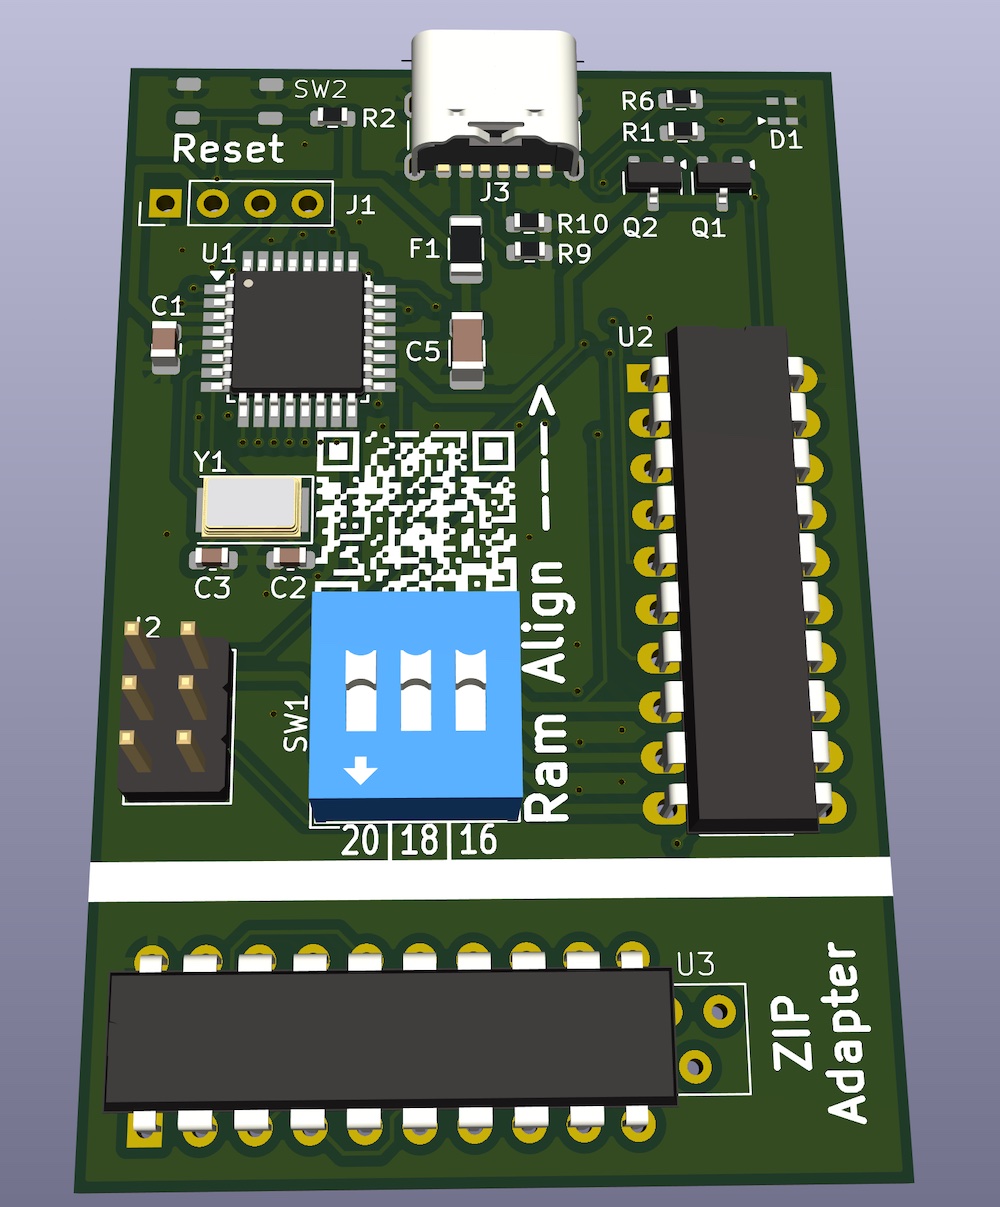 SW2
R2
Reset
J1
J3
R6
R1
D1
Q2
Q1
R10
R9
F1
U1
C1
C5
U2
Y1
C3
C2
SW1
Ram Align ---->
20 | 18 | 16
U3
ZIP
Adapter